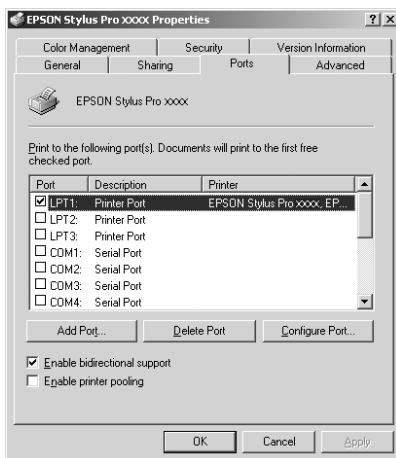 EPSON Stylus Pro XXXX Properties
Color Management Security Version Information
General Sharing Ports Advanced
EPSON Stylus Pro xxxx
Print to the following port(s). Documents will print to the first free
checked port.
Port Description Printer
LPT1: Printer Port EPSON Stylus Pro xxxx, EP...
LPT2: Printer Port
LPT3: Printer Port
COM1: Serial Port
COM2: Serial Port
COM3: Serial Port
COM4: Serial Port
Add Port... Delete Port Configure Port...
Enable bidirectional support
Enable printer pooling
OK Cancel Apply